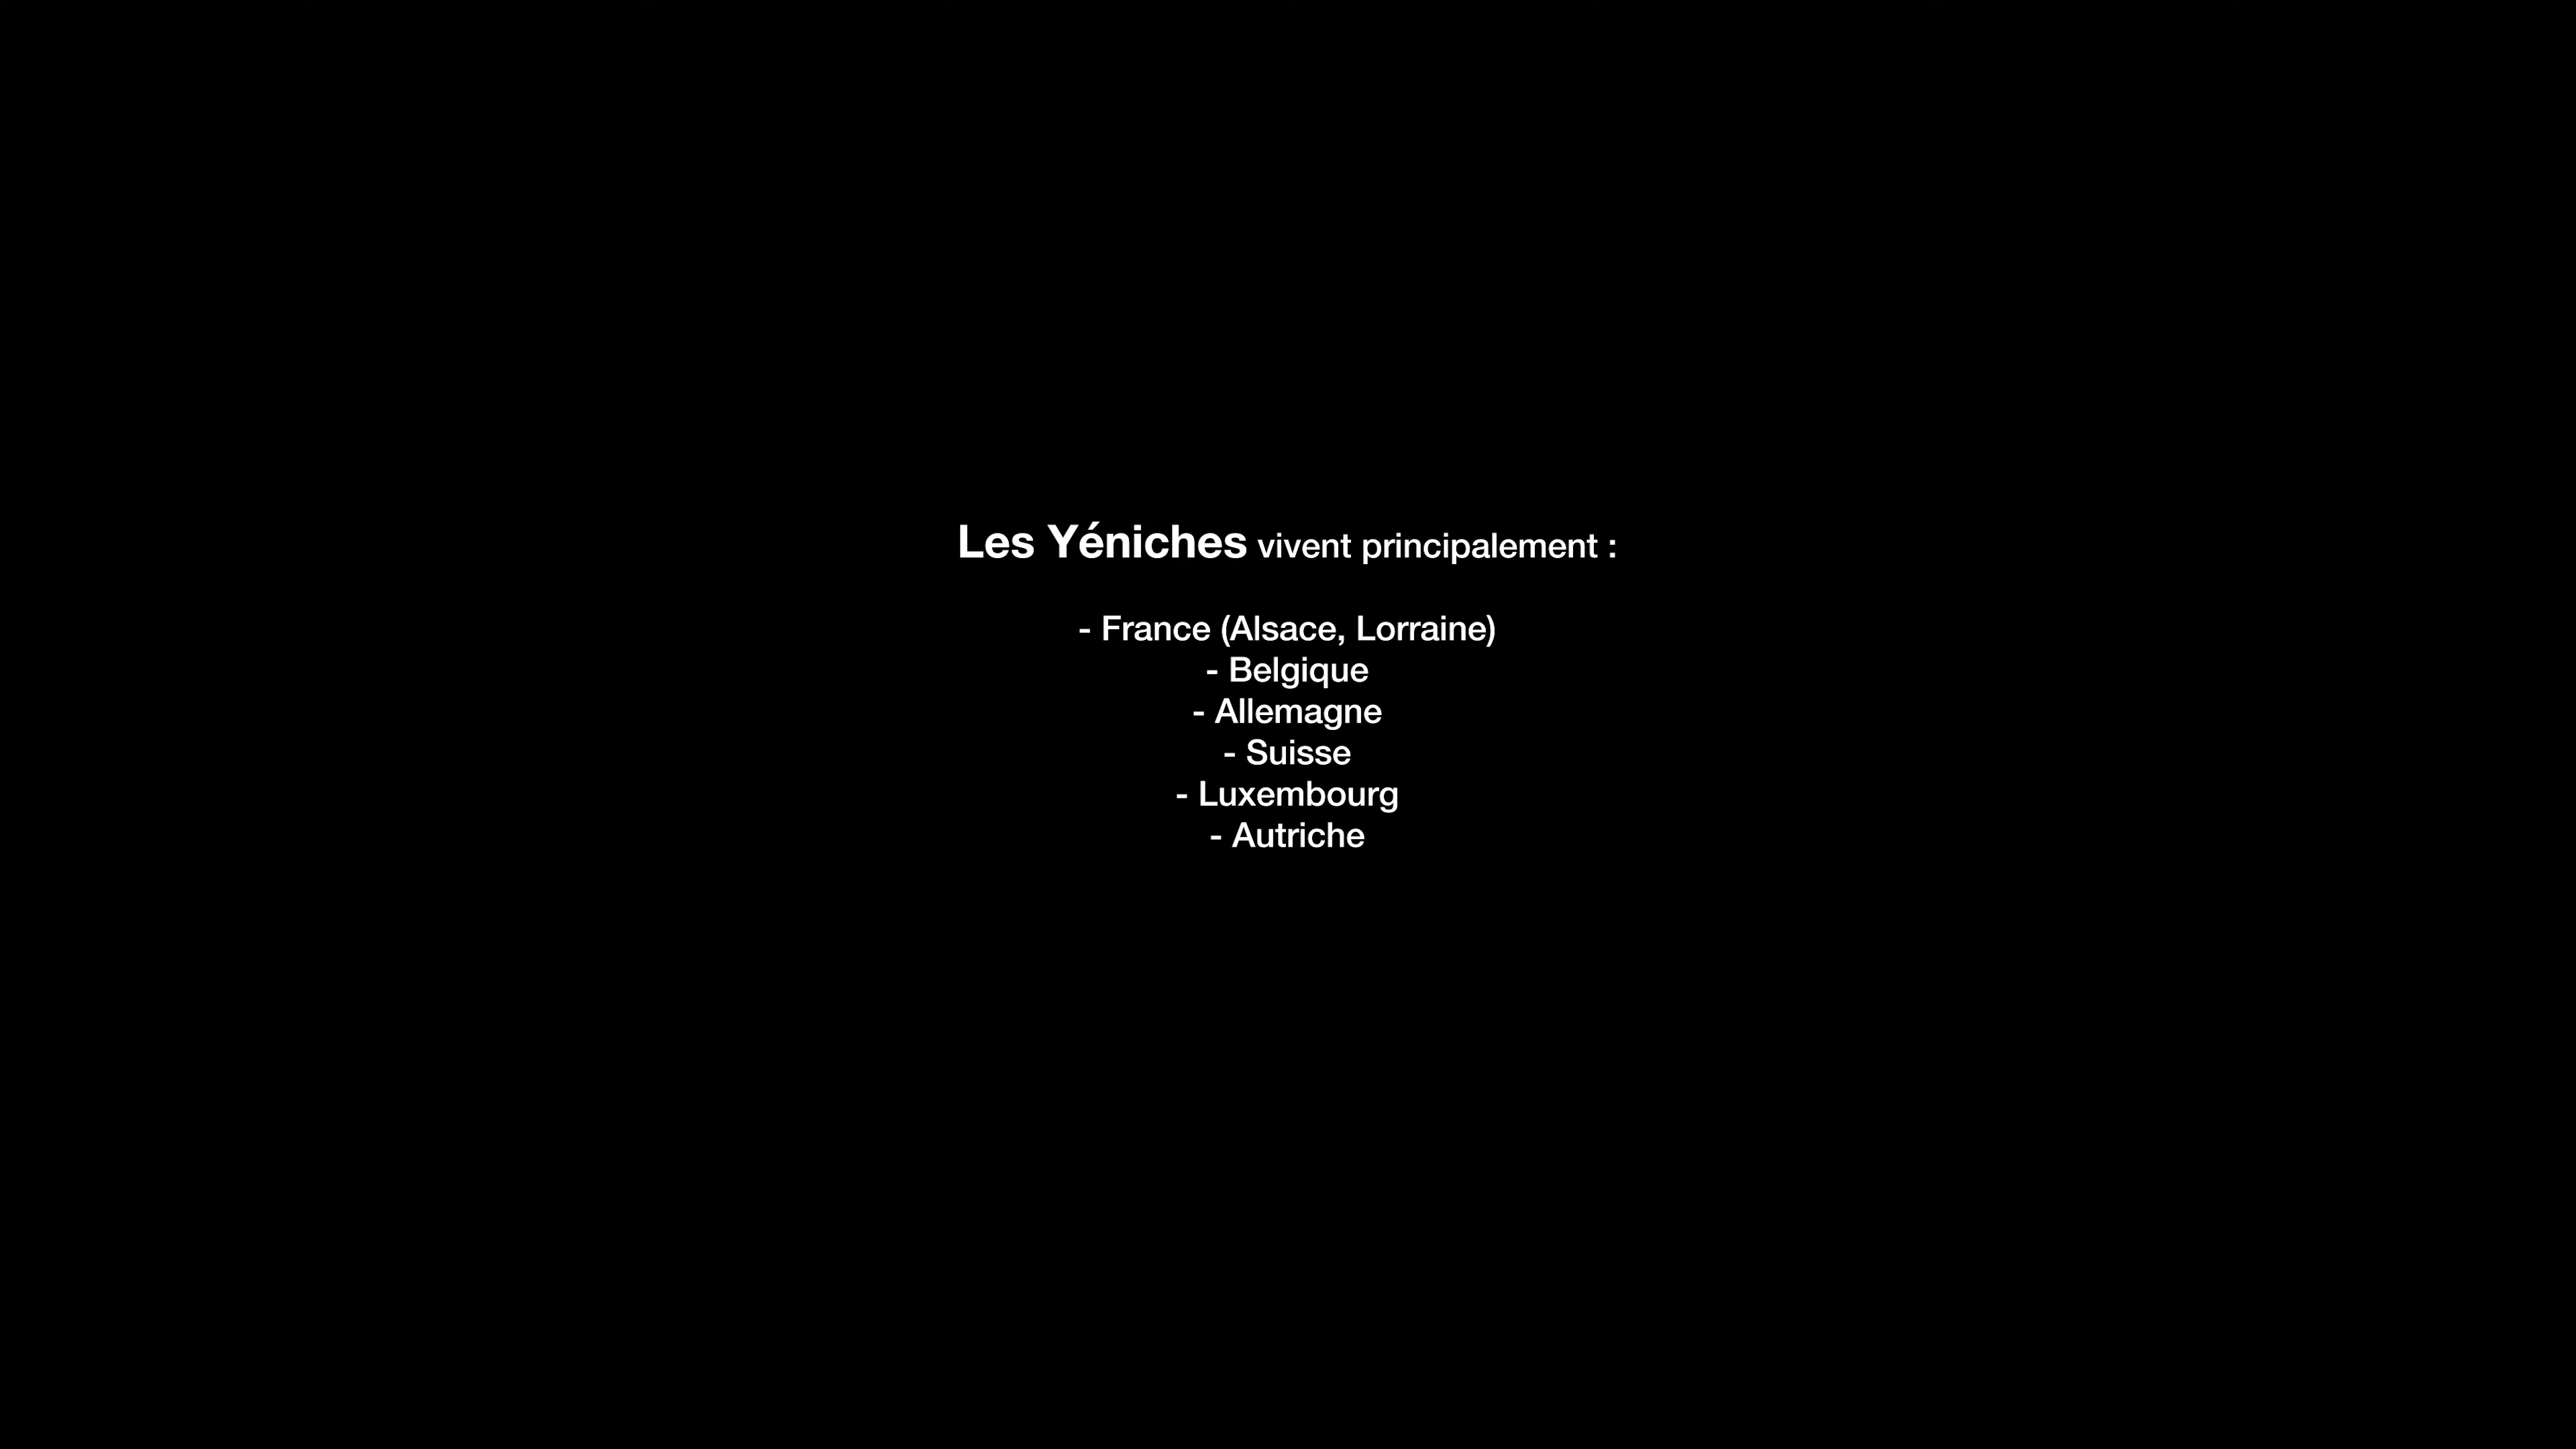 Les Yéniches vivent principalement :
- France (Alsace, Lorraine)
- Belgique
- Allemagne
- Suisse
- Luxembourg
- Autriche